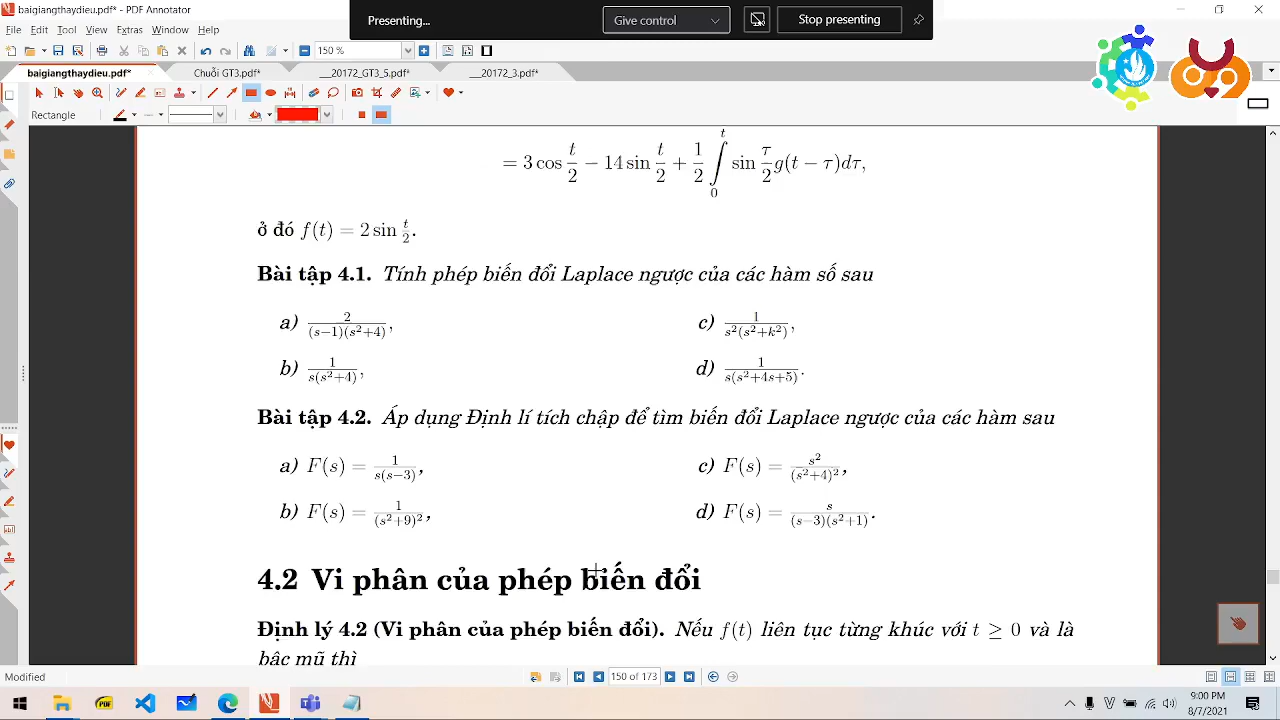 baigiangthaydieu.pdf* - PDF Annotator
Presenting...
Give control
Stop presenting
File Edit Tool View Extras Window Help
150 %
baigiangthaydieu.pdf* Chuỗi GT3.pdf* __20172_GT3_5.pdf* __20172_3.pdf*
Rectangle
= 3 cos t/2 − 14 sin t/2 + 1/2 ∫₀ᵗ sin τ/2 g(t − τ)dτ,
ở đó f(t) = 2 sin t/2.
Bài tập 4.1. Tính phép biến đổi Laplace ngược của các hàm số sau
a) 2/((s−1)(s²+4)), c) 1/(s²(s²+k²)),
b) 1/(s(s²+4)), d) 1/(s(s²+4s+5)).
Bài tập 4.2. Áp dụng Định lí tích chập để tìm biến đổi Laplace ngược của các hàm sau
a) F(s) = 1/(s(s−3)), c) F(s) = s²/(s²+4)²,
b) F(s) = 1/(s²+9)², d) F(s) = s/((s−3)(s²+1)).
4.2 Vi phân của phép biến đổi
Định lý 4.2 (Vi phân của phép biến đổi). Nếu f(t) liên tục từng khúc với t ≥ 0 và là
bậc mũ thì
Modified
150 of 173
9:00 PM
8/7/2021